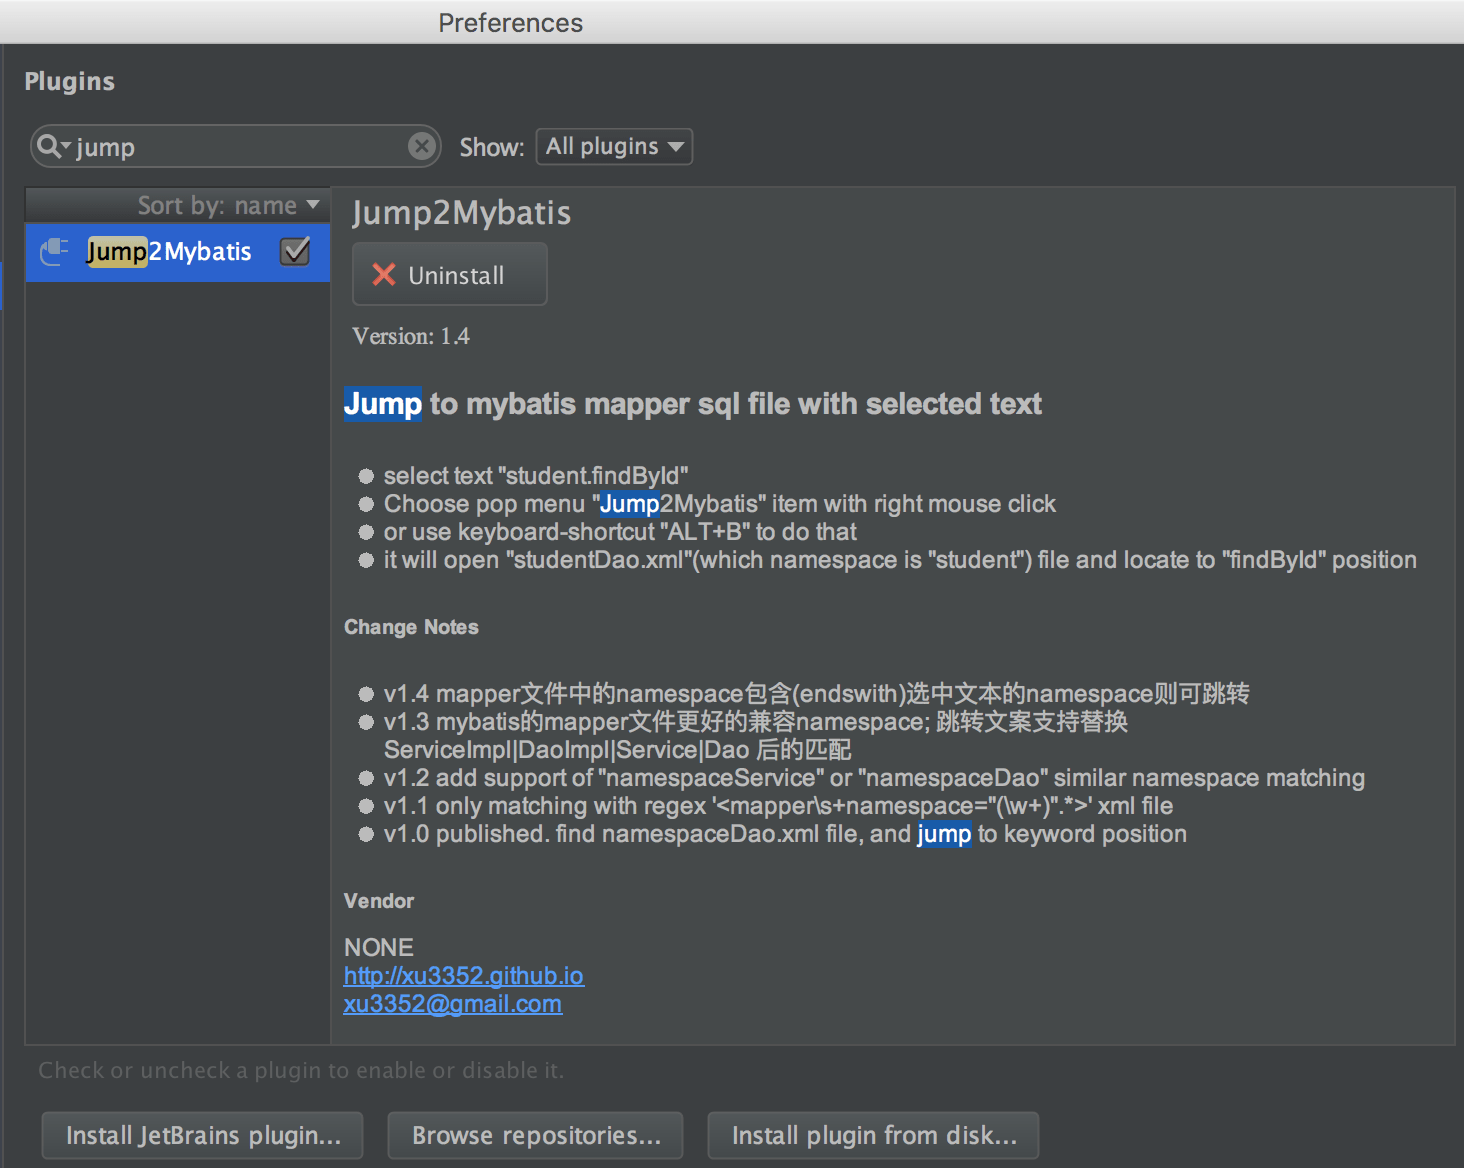 Preferences
Plugins
jump
Show: All plugins
Sort by: name
Jump2Mybatis
Jump2Mybatis
Uninstall
Version: 1.4
Jump to mybatis mapper sql file with selected text
select text "student.findById"
Choose pop menu "Jump2Mybatis" item with right mouse click
or use keyboard-shortcut "ALT+B" to do that
it will open "studentDao.xml"(which namespace is "student") file and locate to "findById" position
Change Notes
v1.4 mapper文件中的namespace包含(endswith)选中文本的namespace则可跳转
v1.3 mybatis的mapper文件更好的兼容namespace; 跳转文案支持替换
ServiceImpl|DaoImpl|Service|Dao 后的匹配
v1.2 add support of "namespaceService" or "namespaceDao" similar namespace matching
v1.1 only matching with regex '<mapper\s+namespace="(\w+)".*>' xml file
v1.0 published. find namespaceDao.xml file, and jump to keyword position
Vendor
NONE
http://xu3352.github.io
xu3352@gmail.com
Check or uncheck a plugin to enable or disable it.
Install JetBrains plugin...
Browse repositories...
Install plugin from disk...